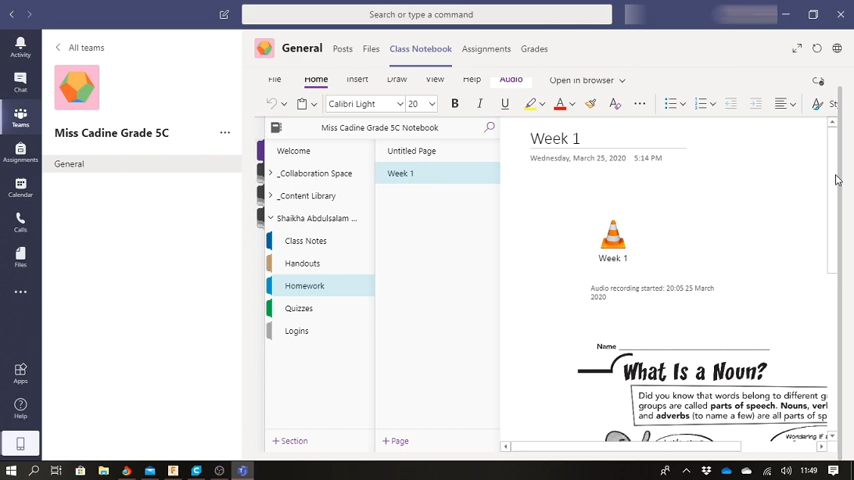 Search or type a command
Activity
Chat
Teams
Assignments
Calendar
Calls
Files
Apps
Help
All teams
Miss Cadine Grade 5C
General
General Posts Files Class Notebook Assignments Grades
File Home Insert Draw View Help Audio Open in browser
Calibri Light 20 B I U A St
Miss Cadine Grade 5C Notebook
Welcome
_Collaboration Space
_Content Library
Shaikha Abdulsalam ...
Class Notes
Handouts
Homework
Quizzes
Logins
+ Section
Untitled Page
Week 1
+ Page
Week 1
Wednesday, March 25, 2020 5:14 PM
Week 1
Audio recording started: 20:05 25 March
2020
Name
What Is a Noun?
Did you know that words belong to different gr
groups are called parts of speech. Nouns, verl
and adverbs (to name a few) are all parts of sp
Wondering if
11:49